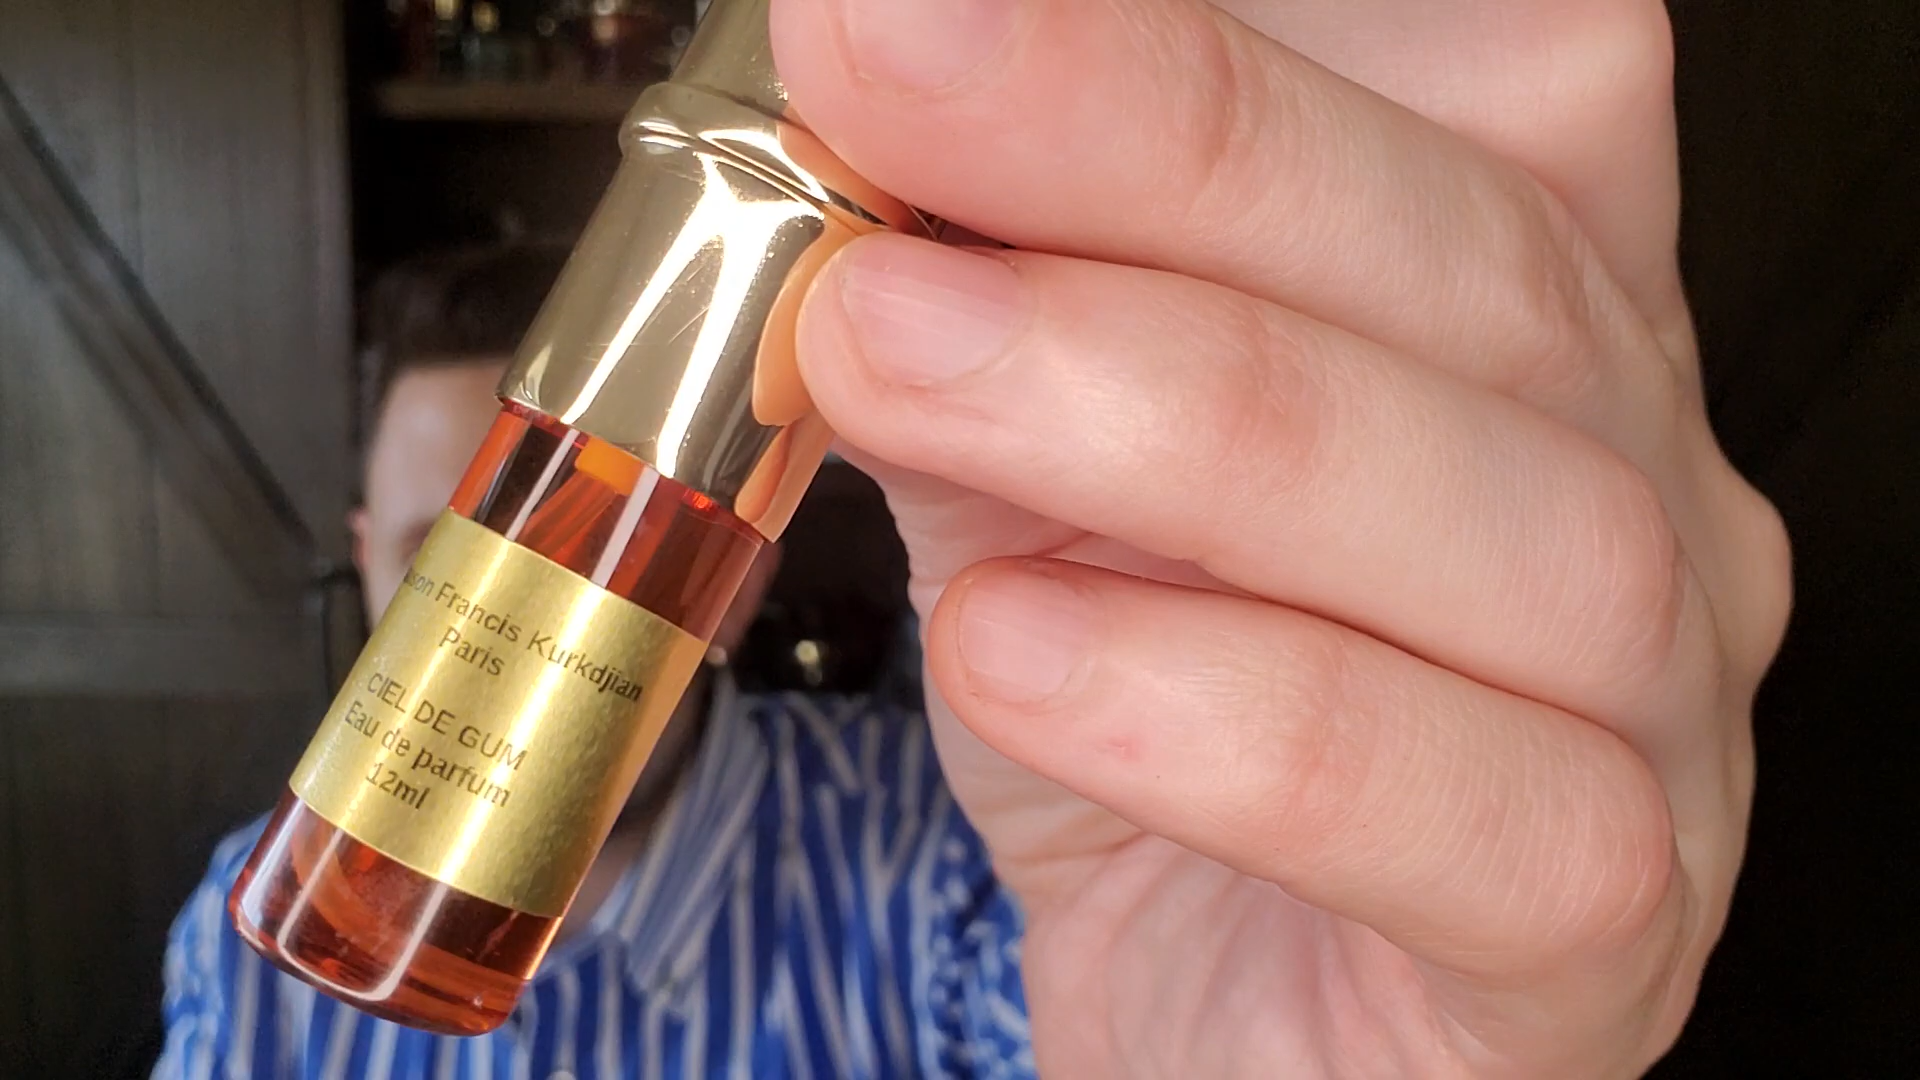 Francis Kurkdjian
Paris
CIEL DE GUM
Eau de parfum
12ml